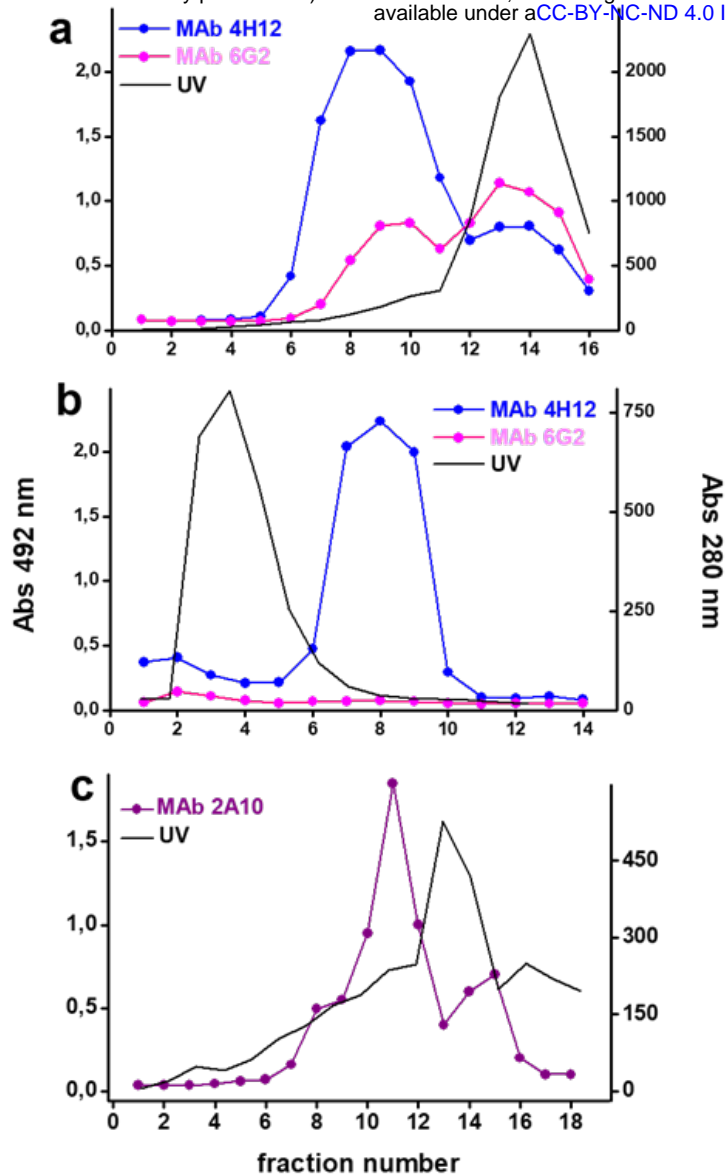 available under aCC-BY-NC-ND 4.0 I
a
MAb 4H12
MAb 6G2
UV
2,0
1,5
1,0
0,5
0,0
2000
1500
1000
500
0
0 2 4 6 8 10 12 14 16
b
MAb 4H12
MAb 6G2
UV
2,0
1,5
1,0
0,5
0,0
750
500
250
0
0 2 4 6 8 10 12 14
Abs 492 nm
Abs 280 nm
c
MAb 2A10
UV
1,5
1,0
0,5
0,0
450
300
150
0
0 2 4 6 8 10 12 14 16 18
fraction number